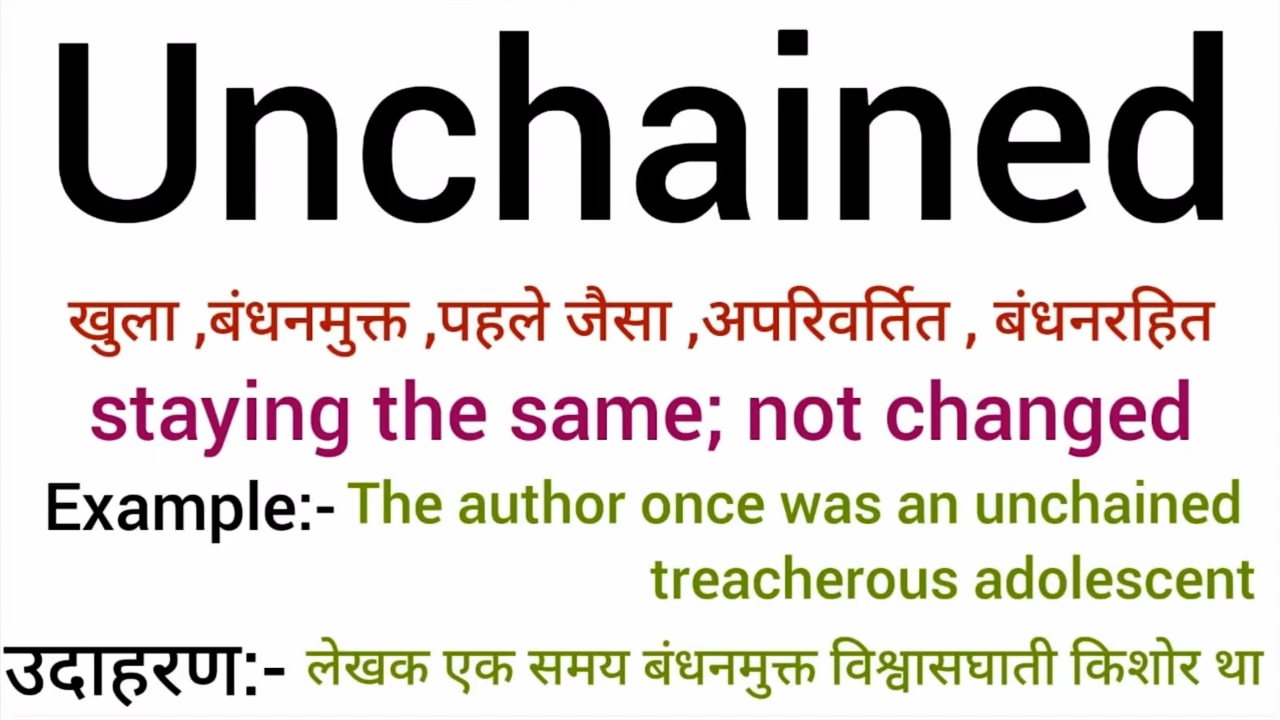 Unchained
खुला ,बंधनमुक्त ,पहले जैसा ,अपरिवर्तित , बंधनरहित
staying the same; not changed
Example:- The author once was an unchained
treacherous adolescent
उदाहरण:- लेखक एक समय बंधनमुक्त विश्वासघाती किशोर था